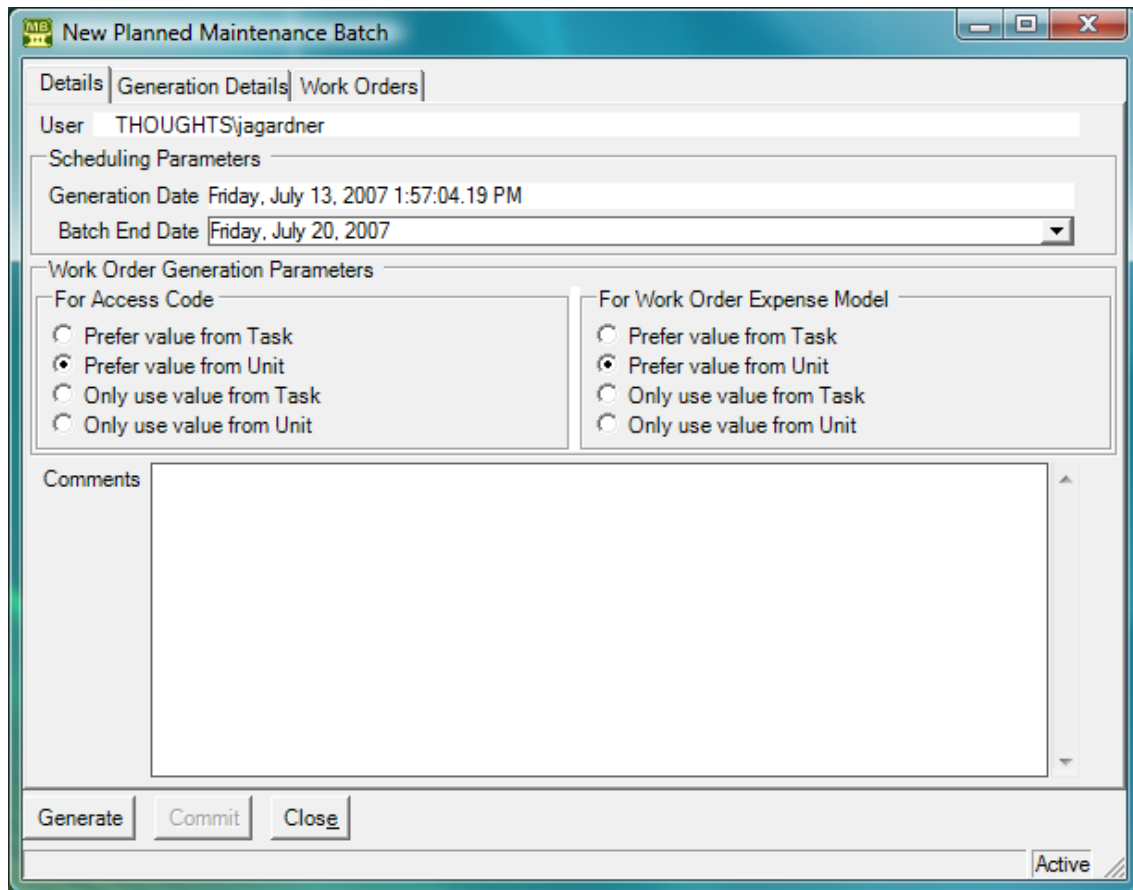 MB New Planned Maintenance Batch
Details Generation Details Work Orders
User THOUGHTS\jagardner
Scheduling Parameters
Generation Date Friday, July 13, 2007 1:57:04.19 PM
Batch End Date Friday, July 20, 2007
Work Order Generation Parameters
For Access Code
Prefer value from Task
Prefer value from Unit
Only use value from Task
Only use value from Unit
For Work Order Expense Model
Prefer value from Task
Prefer value from Unit
Only use value from Task
Only use value from Unit
Comments
Generate Commit Close
Active